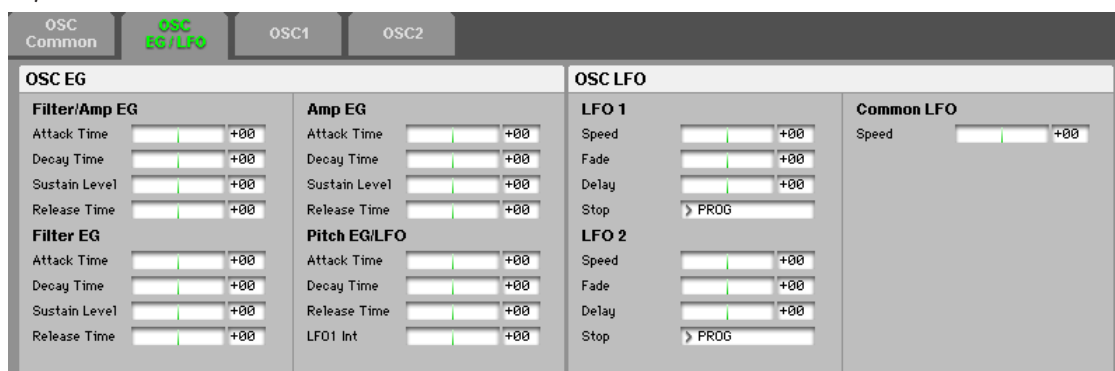 OSC Common
OSC EG/LFO
OSC1
OSC2
OSC EG
Filter/Amp EG
Attack Time +00
Decay Time +00
Sustain Level +00
Release Time +00
Filter EG
Attack Time +00
Decay Time +00
Sustain Level +00
Release Time +00
Amp EG
Attack Time +00
Decay Time +00
Sustain Level +00
Release Time +00
Pitch EG/LFO
Attack Time +00
Decay Time +00
Release Time +00
LFO1 Int +00
OSC LFO
LFO 1
Speed +00
Fade +00
Delay +00
Stop > PROG
LFO 2
Speed +00
Fade +00
Delay +00
Stop > PROG
Common LFO
Speed +00